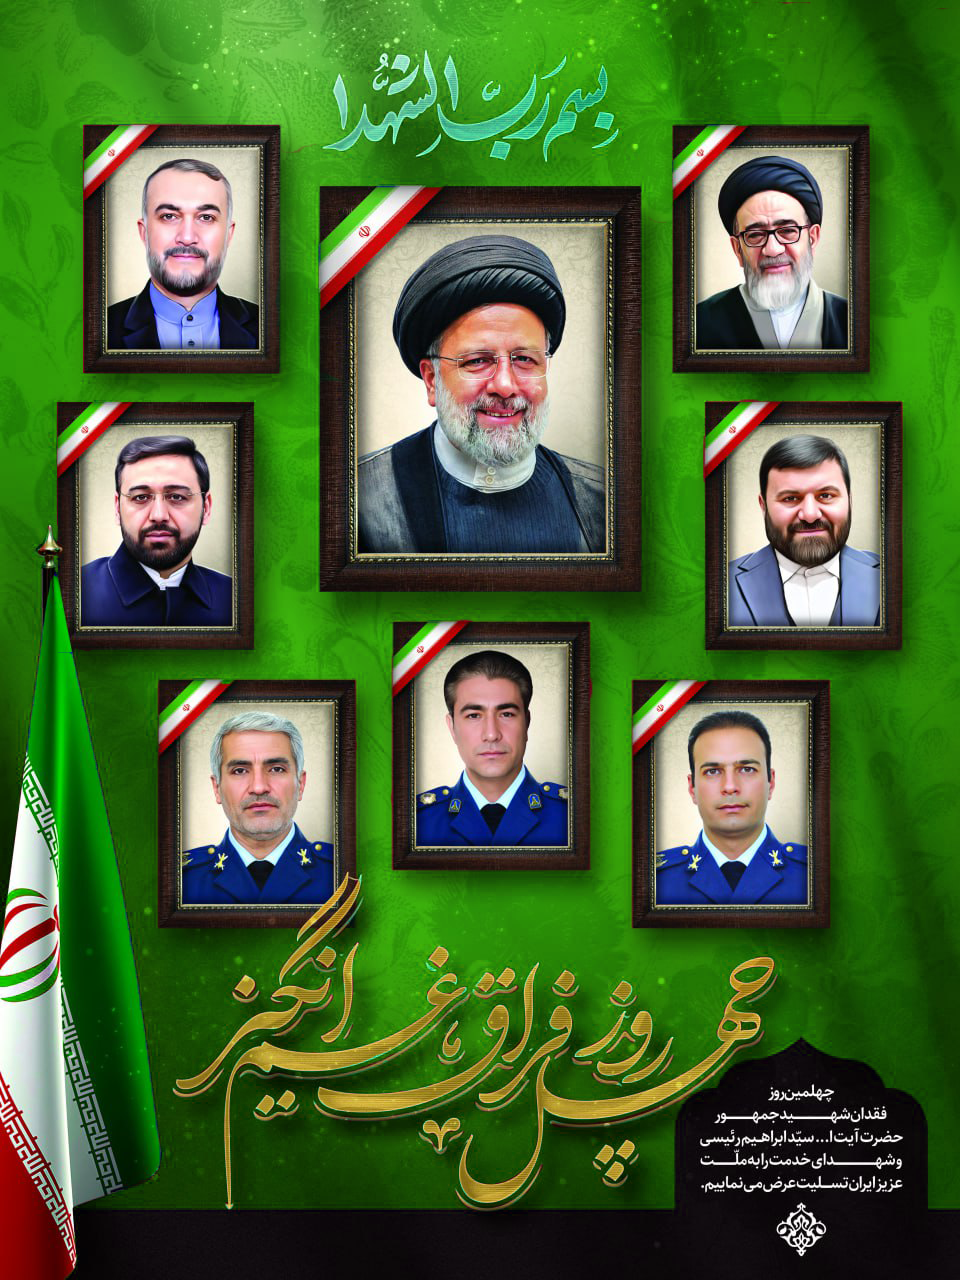 بسم ربّ الشهدا
چهل روز فراق غم انگیز
چهلمین روز
فقدان شهید جمهور
حضرت آیت ا... سیّد ابراهیم رئیسی
و شهدای خدمت را به ملّت
عزیز ایران تسلیت عرض می نماییم.